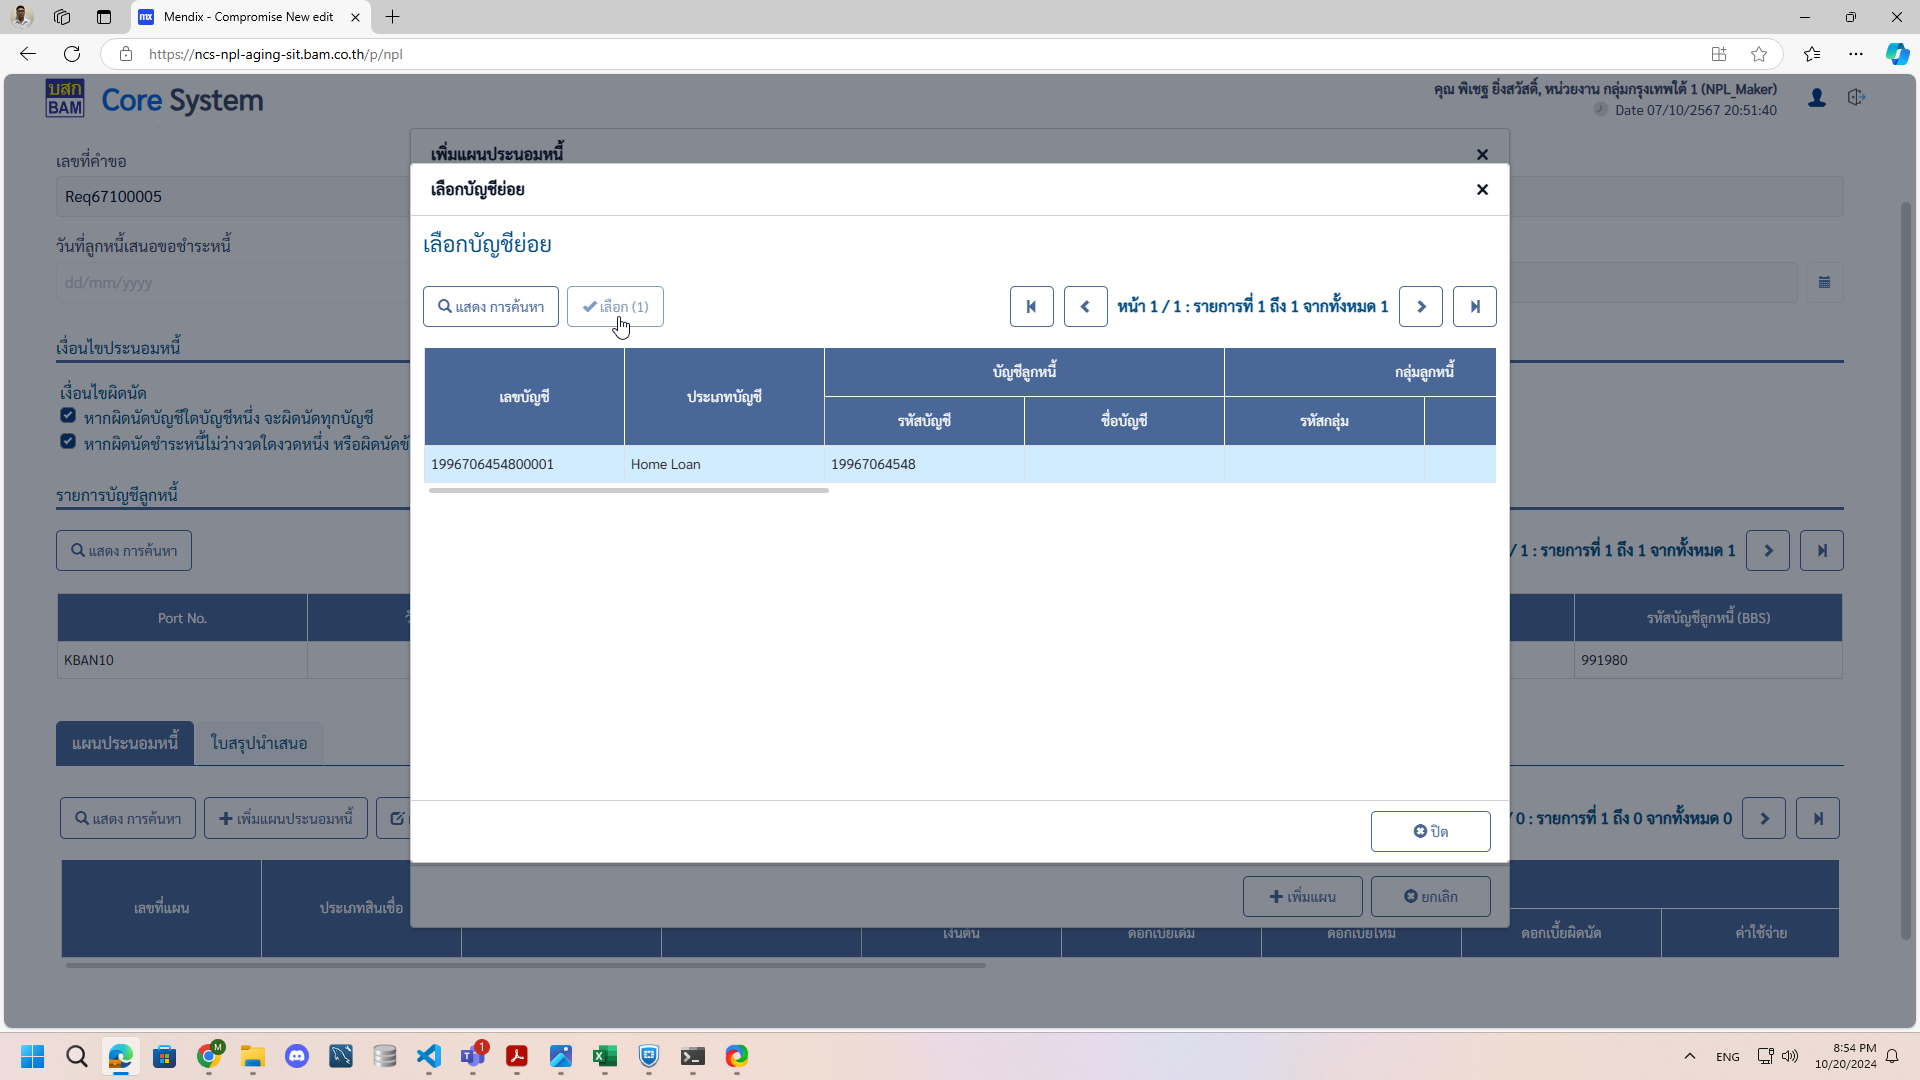 Mendix - Compromise New edit
https://ncs-npl-aging-sit.bam.co.th/p/npl
บสก
BAM
Core System
คุณ พิเชฐ ยิ่งสวัสดิ์, หน่วยงาน กลุ่มกรุงเทพใต้ 1 (NPL_Maker)
Date 07/10/2567 20:51:40
เพิ่มแผนประนอมหนี้
เลขที่คำขอ
Req67100005
เลือกบัญชีย่อย
วันที่ลูกหนี้เสนอขอชำระหนี้
dd/mm/yyyy
เลือกบัญชีย่อย
แสดง การค้นหา
เลือก (1)
หน้า 1 / 1 : รายการที่ 1 ถึง 1 จากทั้งหมด 1
เลขบัญชี
ประเภทบัญชี
บัญชีลูกหนี้
กลุ่มลูกหนี้
รหัสบัญชี
ชื่อบัญชี
รหัสกลุ่ม
1996706454800001
Home Loan
19967064548
เงื่อนไขประนอมหนี้
เงื่อนไขผิดนัด
หากผิดนัดบัญชีใดบัญชีหนึ่ง จะผิดนัดทุกบัญชี
หากผิดนัดชำระหนี้ไม่ว่างวดใดงวดหนึ่ง หรือผิดนัด
รายการบัญชีลูกหนี้
แสดง การค้นหา
/ 1 : รายการที่ 1 ถึง 1 จากทั้งหมด 1
Port No.
รหัสบัญชีลูกหนี้ (BBS)
KBAN10
991980
แผนประนอมหนี้
ใบสรุปนำเสนอ
แสดง การค้นหา
เพิ่มแผนประนอมหนี้
/ 0 : รายการที่ 1 ถึง 0 จากทั้งหมด 0
ปิด
เพิ่มแผน
ยกเลิก
เลขที่แผน
ประเภทสินเชื่อ
เงินต้น
ดอกเบี้ยเดิม
ดอกเบี้ยใหม่
ดอกเบี้ยผิดนัด
ค่าใช้จ่าย
M
1
ENG
8:54 PM
10/20/2024